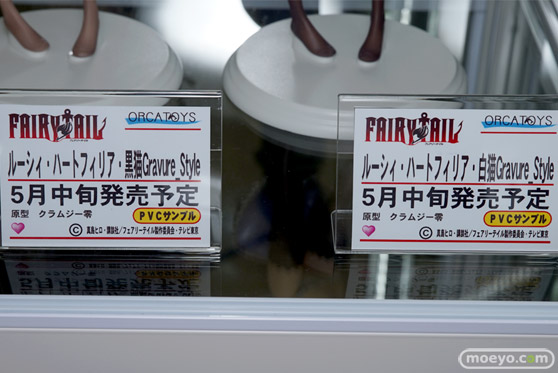 FAIRY TAIL
ORCATOYS
ルーシィ・ハートフィリア・黒猫Gravure_Style
5月中旬発売予定
原型 クラムジー零
PVCサンプル
©真島ヒロ・講談社/フェアリーテイル製作委員会・テレビ東京
FAIRY TAIL
ORCATOYS
ルーシィ・ハートフィリア・白猫Gravure_Style
5月中旬発売予定
原型 クラムジー零
PVCサンプル
©真島ヒロ・講談社/フェアリーテイル製作委員会・テレビ東京
moeyo.com